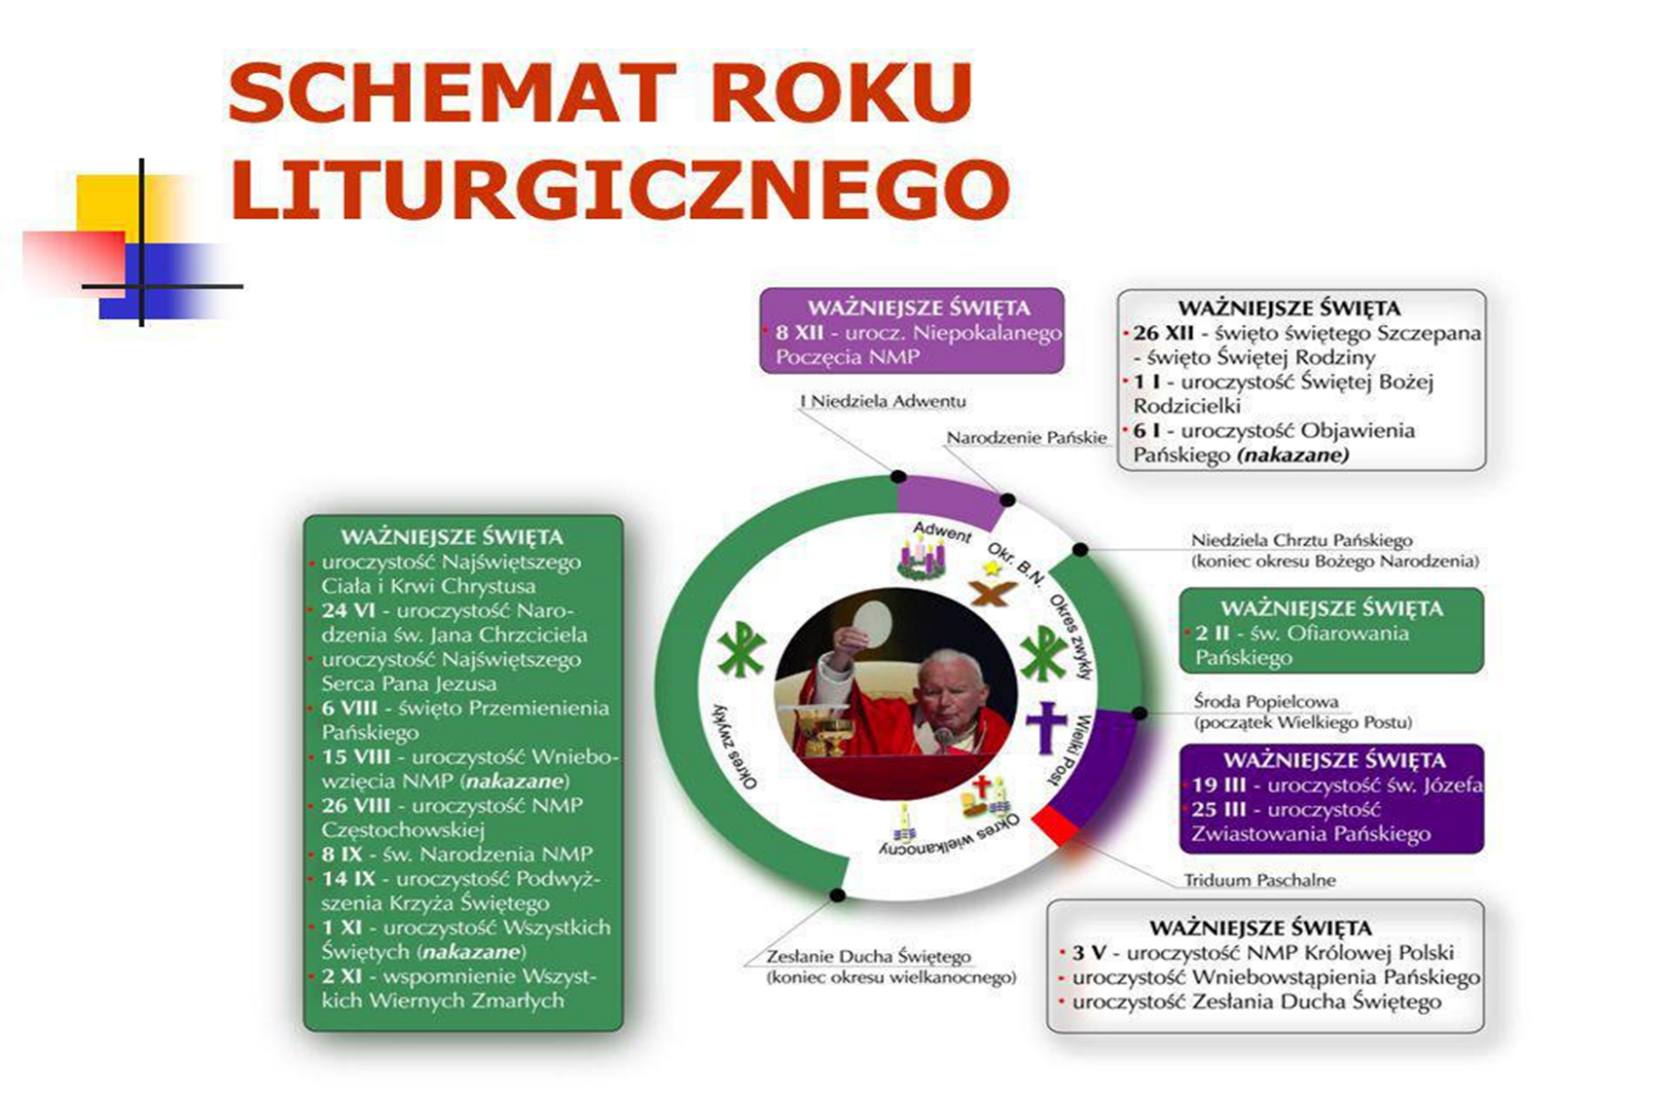 SCHEMAT ROKU
LITURGICZNEGO
WAŻNIEJSZE ŚWIĘTA
8 XII - urocz. Niepokalanego
Poczęcia NMP
WAŻNIEJSZE ŚWIĘTA
26 XII - święto świętego Szczepana
- święto Świętej Rodziny
1 I - uroczystość Świętej Bożej
Rodzicielki
6 I - uroczystość Objawienia
Pańskiego (nakazane)
I Niedziela Adwentu
Narodzenie Pańskie
WAŻNIEJSZE ŚWIĘTA
uroczystość Najświętszego
Ciała i Krwi Chrystusa
24 VI - uroczystość Naro-
dzenia św. Jana Chrzciciela
uroczystość Najświętszego
Serca Pana Jezusa
6 VIII - święto Przemienienia
Pańskiego
15 VIII - uroczystość Wniebo-
wzięcia NMP (nakazane)
26 VIII - uroczystość NMP
Częstochowskiej
8 IX - św. Narodzenia NMP
14 IX - uroczystość Podwyż-
szenia Krzyża Świętego
1 XI - uroczystość Wszystkich
Świętych (nakazane)
2 XI - wspomnienie Wszyst-
kich Wiernych Zmarłych
Adwent
Okr. B.N.
Okres zwykły
Wielki Post
Okres wielkanocny
Okres zwykły
Niedziela Chrztu Pańskiego
(koniec okresu Bożego Narodzenia)
WAŻNIEJSZE ŚWIĘTA
2 II - św. Ofiarowania
Pańskiego
Środa Popielcowa
(początek Wielkiego Postu)
WAŻNIEJSZE ŚWIĘTA
19 III - uroczystość św. Józefa
25 III - uroczystość
Zwiastowania Pańskiego
Triduum Paschalne
WAŻNIEJSZE ŚWIĘTA
3 V - uroczystość NMP Królowej Polski
uroczystość Wniebowstąpienia Pańskiego
uroczystość Zesłania Ducha Świętego
Zesłanie Ducha Świętego
(koniec okresu wielkanocnego)